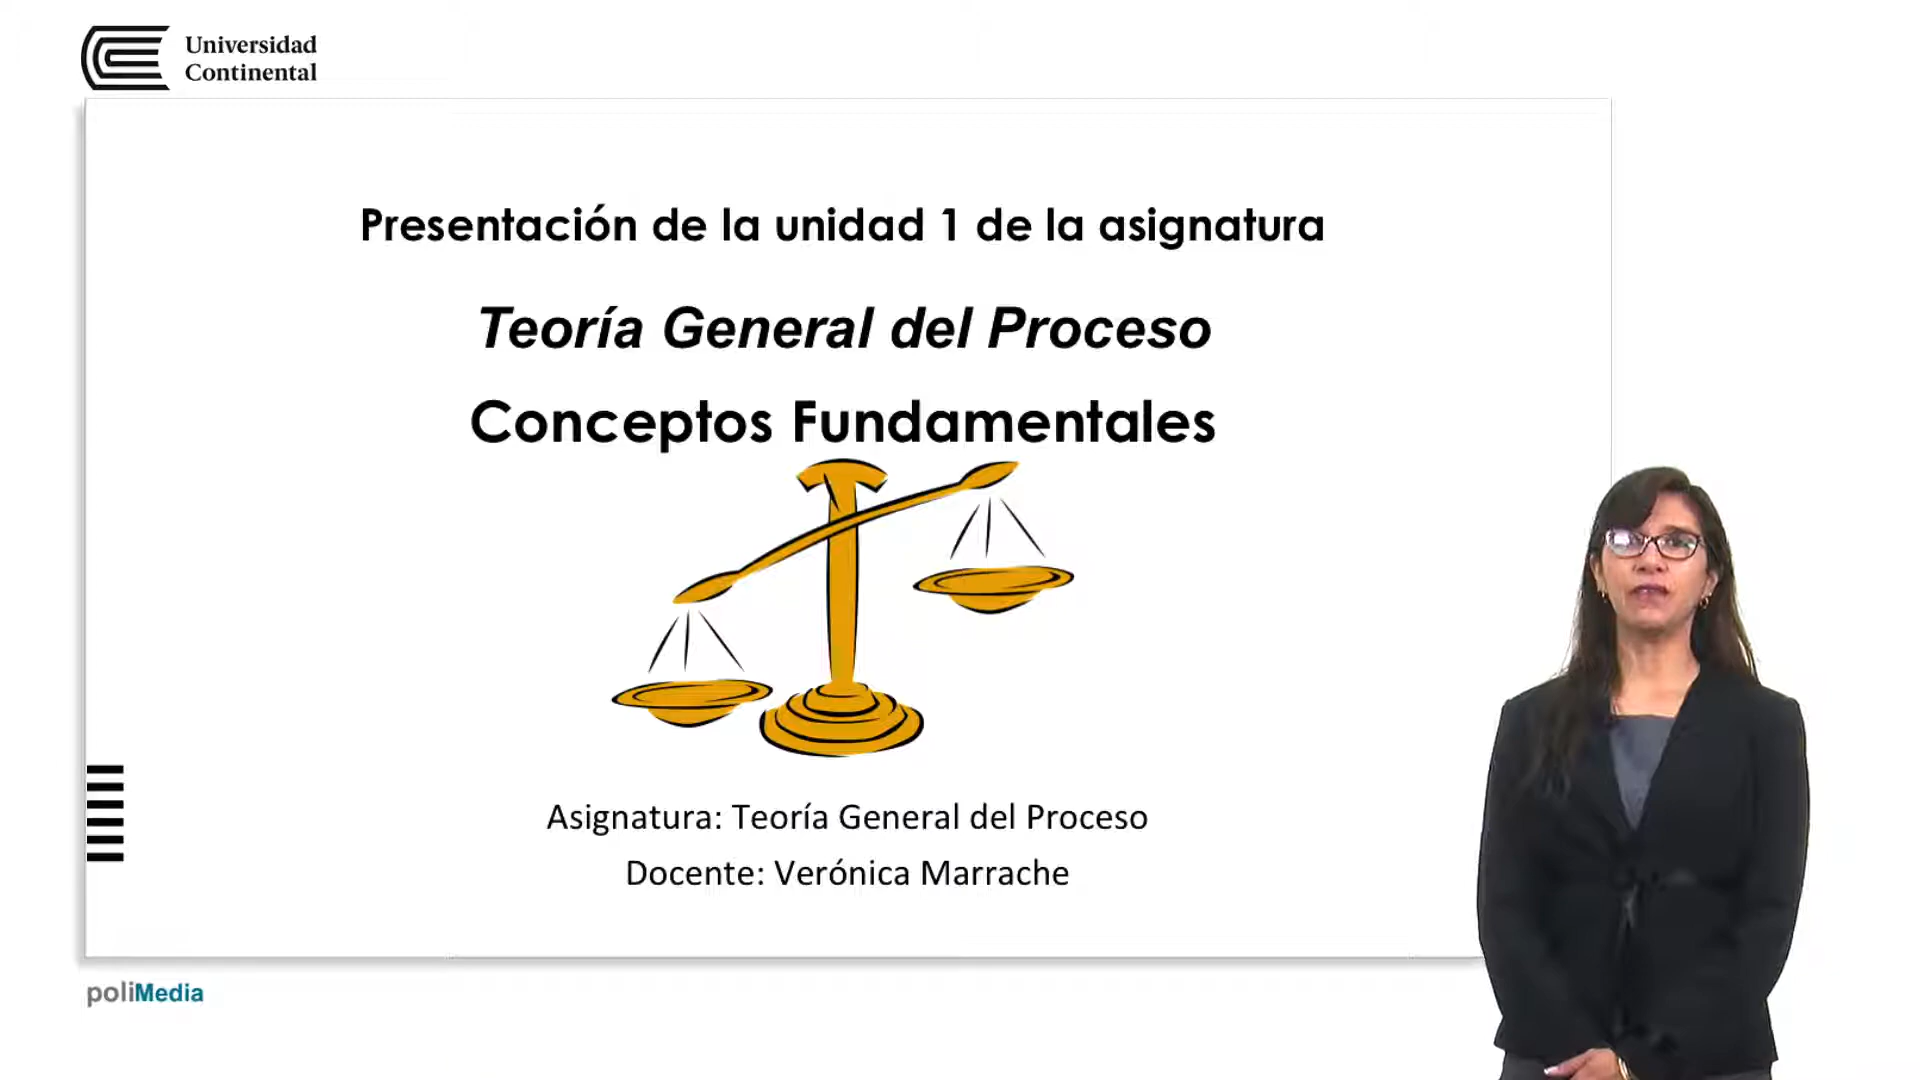 Universidad
Continental
Presentación de la unidad 1 de la asignatura
Teoría General del Proceso
Conceptos Fundamentales
Asignatura: Teoría General del Proceso
Docente: Verónica Marrache
poliMedia